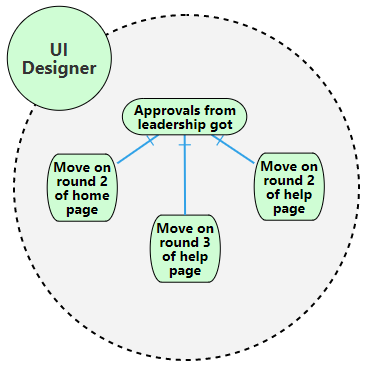 UI
Designer
Approvals from
leadership got
Move on
round 2
of home
page
Move on
round 3
of help
page
Move on
round 2
of help
page